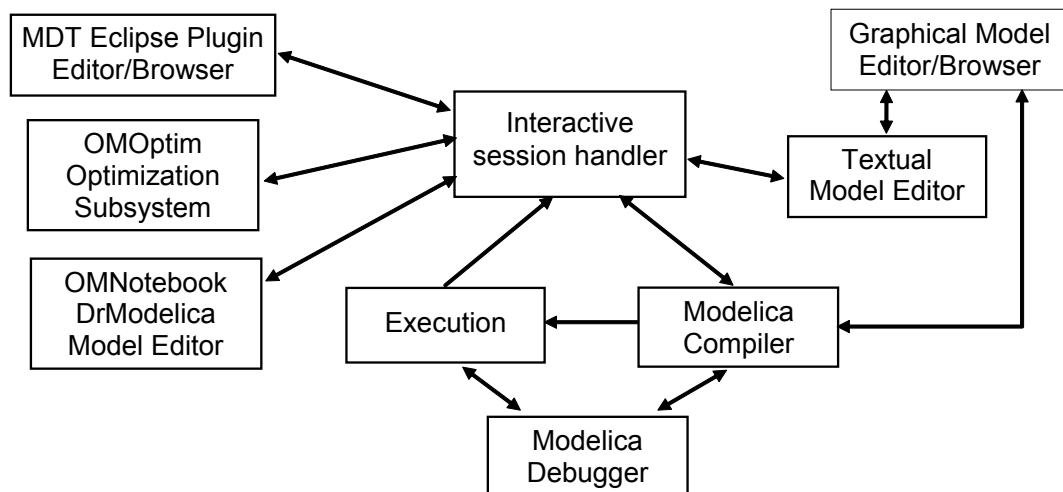 MDT Eclipse Plugin
Editor/Browser
Graphical Model
Editor/Browser
Interactive
session handler
OMOptim
Optimization
Subsystem
Textual
Model Editor
OMNotebook
DrModelica
Model Editor
Execution
Modelica
Compiler
Modelica
Debugger